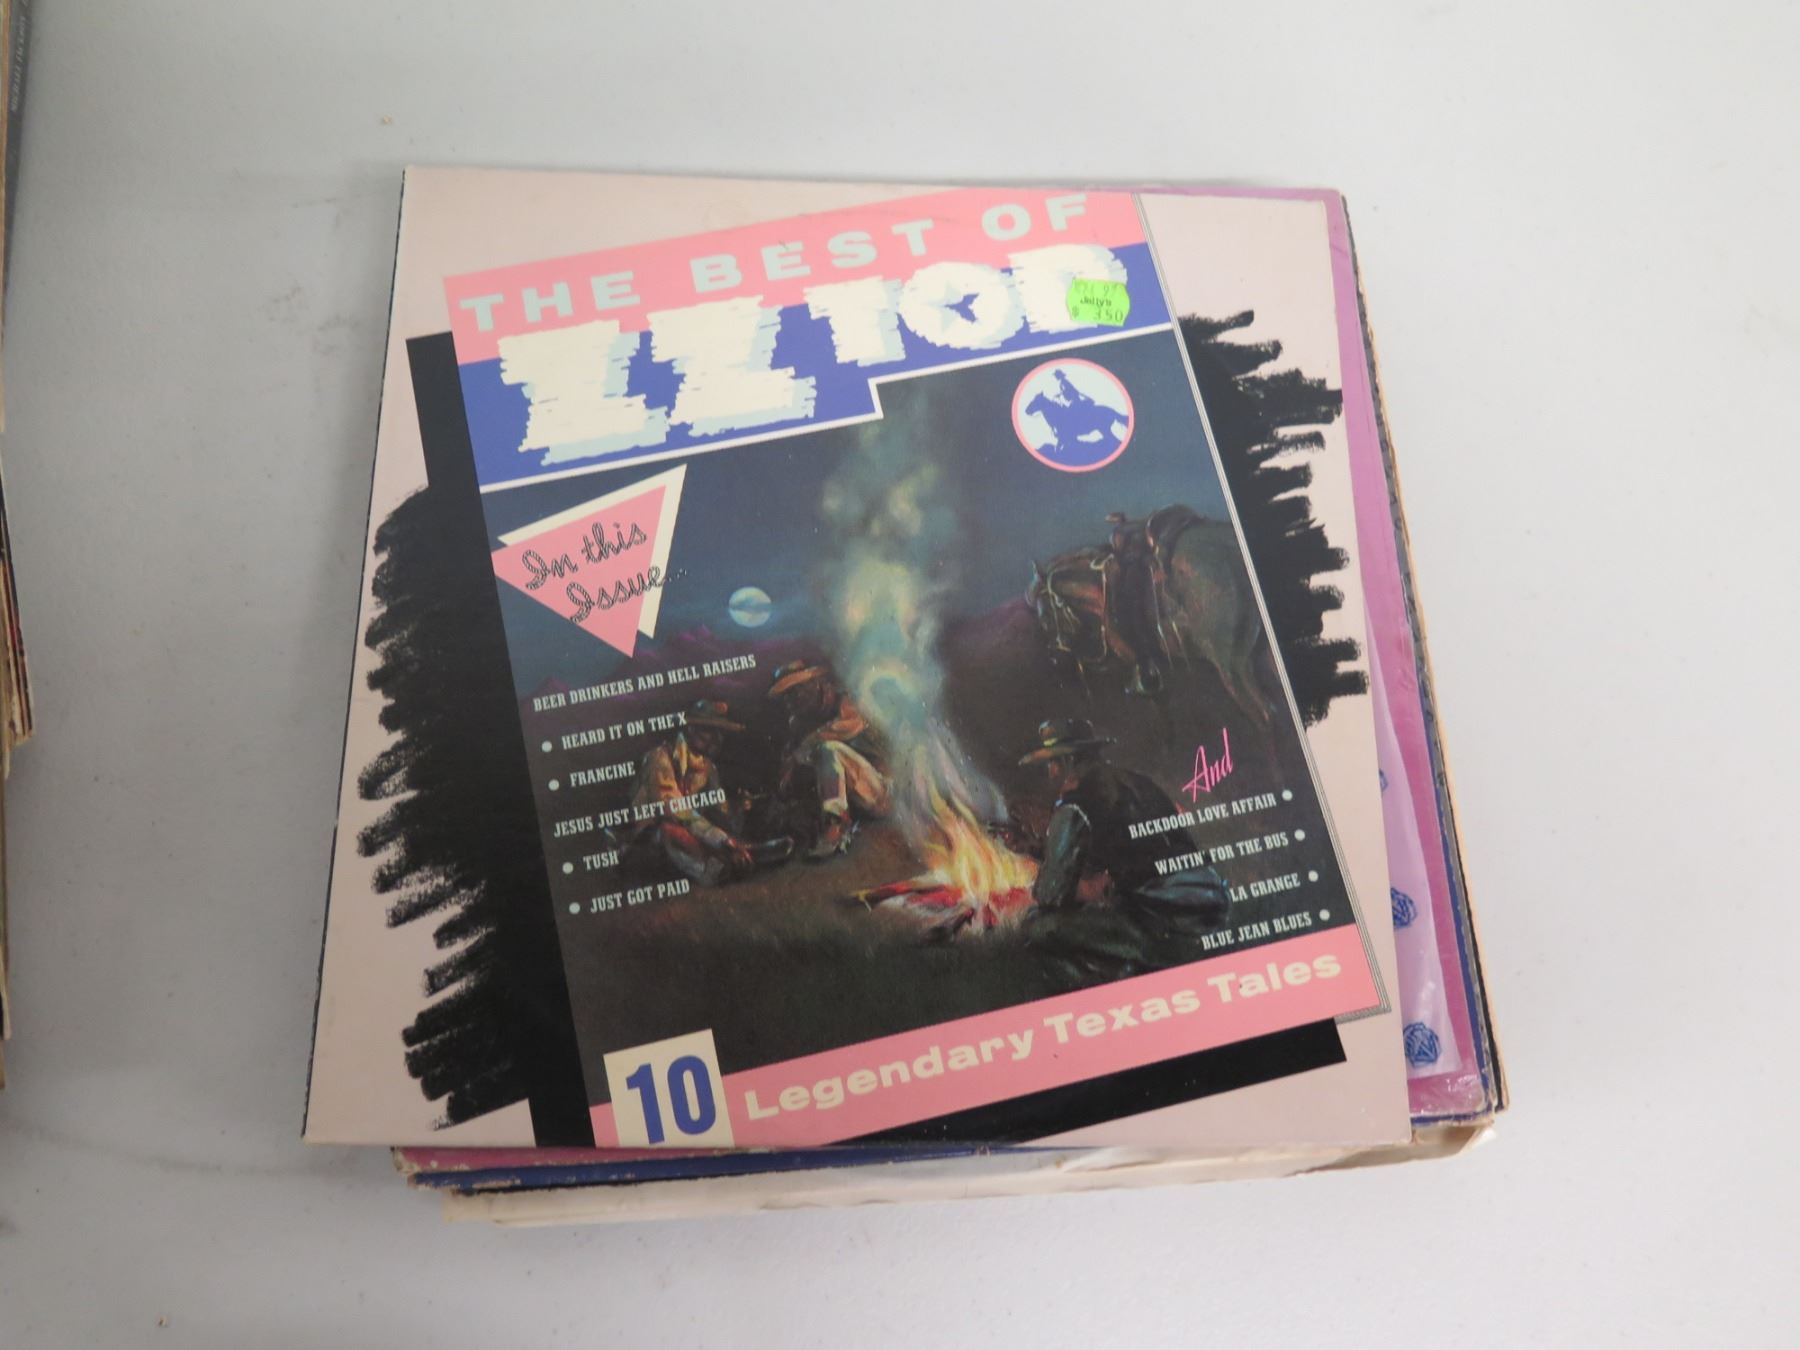 THE BEST OF
ZZ TOP
Jelly's
$ 3.50
In this
Issue...
BEER DRINKERS AND HELL RAISERS
• HEARD IT ON THE X
• FRANCINE
JESUS JUST LEFT CHICAGO
• TUSH
• JUST GOT PAID
And
BACKDOOR LOVE AFFAIR •
WAITIN' FOR THE BUS •
LA GRANGE •
BLUE JEAN BLUES •
10 Legendary Texas Tales